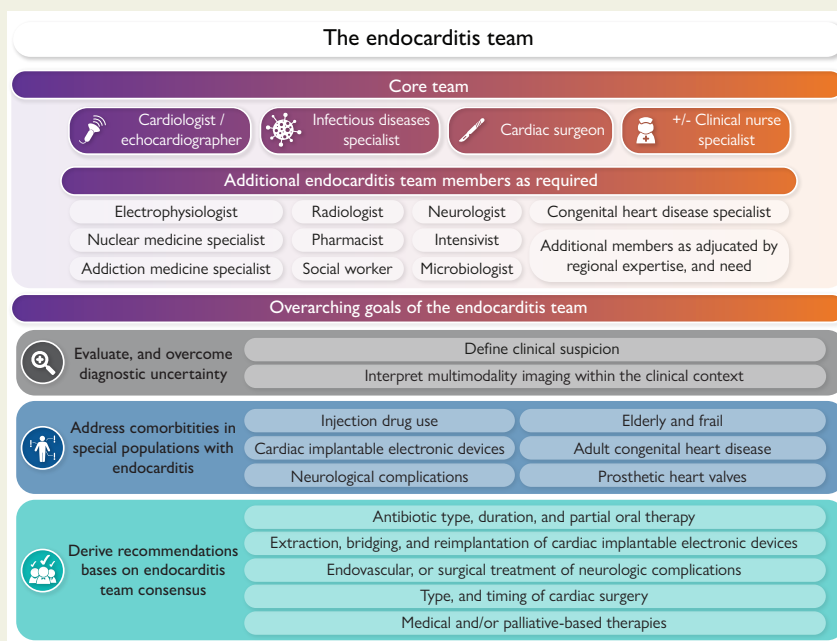 The endocarditis team
Core team
Cardiologist /
echocardiographer
Infectious diseases
specialist
Cardiac surgeon
+/- Clinical nurse
specialist
Additional endocarditis team members as required
Electrophysiologist
Radiologist
Neurologist
Congenital heart disease specialist
Nuclear medicine specialist
Pharmacist
Intensivist
Additional members as adjucated by
regional expertise, and need
Addiction medicine specialist
Social worker
Microbiologist
Overarching goals of the endocarditis team
Evaluate, and overcome
diagnostic uncertainty
Define clinical suspicion
Interpret multimodality imaging within the clinical context
Address comorbitities in
special populations with
endocarditis
Injection drug use
Elderly and frail
Cardiac implantable electronic devices
Adult congenital heart disease
Neurological complications
Prosthetic heart valves
Derive recommendations
bases on endocarditis
team consensus
Antibiotic type, duration, and partial oral therapy
Extraction, bridging, and reimplantation of cardiac implantable electronic devices
Endovascular, or surgical treatment of neurologic complications
Type, and timing of cardiac surgery
Medical and/or palliative-based therapies